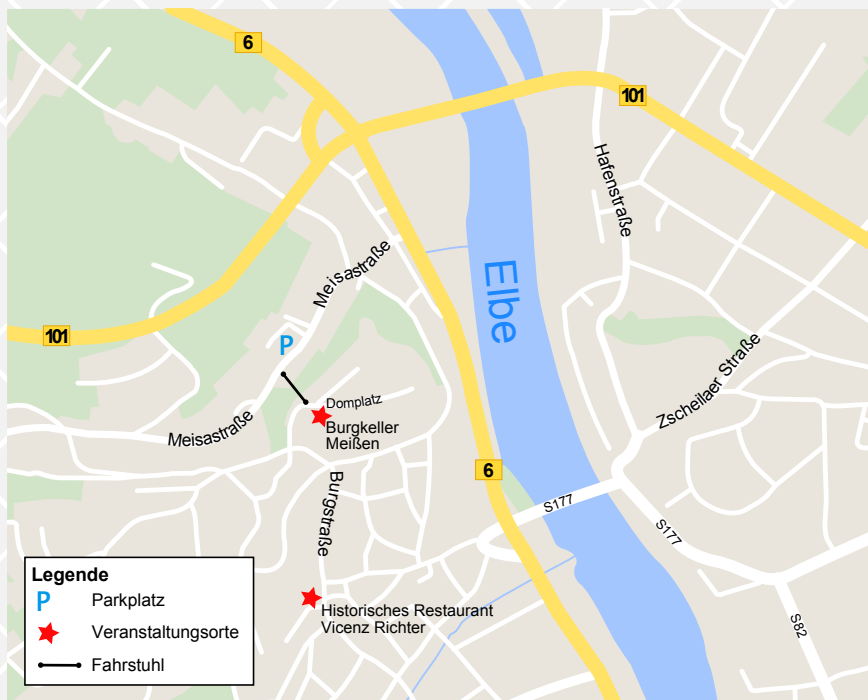 6
101
Hafenstraße
Meisastraße
Elbe
101
P
Zscheilaer Straße
Domplatz
Burgkeller
Meißen
Meisastraße
6
Burgstraße
S177
S177
Historisches Restaurant
Vicenz Richter
S82
Legende
P Parkplatz
Veranstaltungsorte
Fahrstuhl